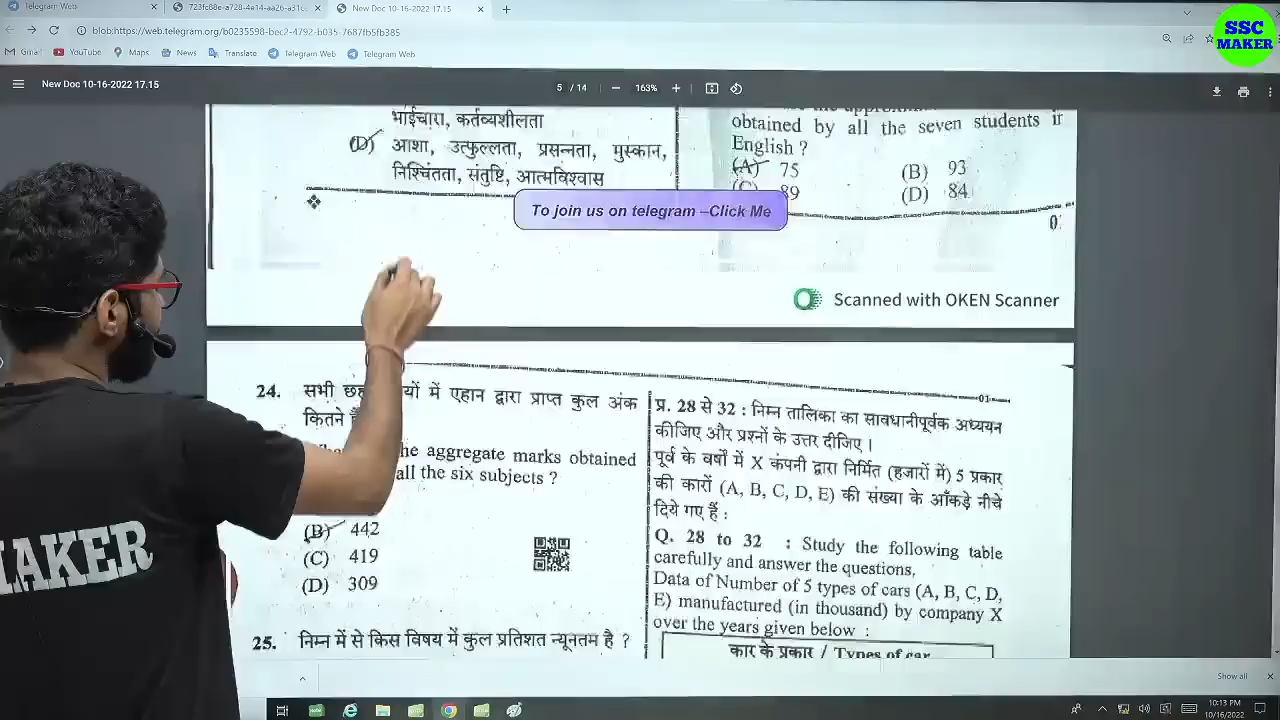 Telegram Web
723fc88e-a728-4a14-aa26-a31c
New Doc 10-16-2022 17.15
blob:https://web.telegram.org/b0235598-bec2-4792-b035-7687fb5fb385
Gmail
YouTube
Maps
News
Translate
Telegram Web
Telegram Web
SSC
MAKER
New Doc 10-16-2022 17.15
5 / 14
163%
भाईचारा, कर्तव्यशीलता
(D) आशा, उत्फुल्लता, प्रसन्नता, मुस्कान,
निश्चिंतता, संतुष्टि, आत्मविश्वास
obtained by all the seven students in
English ?
(A) 75
(B) 93
(C) 89
(D) 84
To join us on telegram –Click Me
Scanned with OKEN Scanner
24. सभी में एहान द्वारा प्राप्त कुल अंक
कितने
the aggregate marks obtained
all the six subjects ?
(B) 442
(C) 419
(D) 309
25. निम्न में से किस विषय में कुल प्रतिशत न्यूनतम है ?
01
प्र. 28 से 32 : निम्न तालिका का सावधानीपूर्वक अध्ययन
कीजिए और प्रश्नों के उत्तर दीजिए ।
पूर्व के वर्षों में X कंपनी द्वारा निर्मित (हजारों में) 5 प्रकार
की कारों (A, B, C, D, E) की संख्या के आँकड़े नीचे
दिये गए हैं :
Q. 28 to 32 : Study the following table
carefully and answer the questions.
Data of Number of 5 types of cars (A, B, C, D,
E) manufactured (in thousand) by company X
over the years given below :
कार के प्रकार / Types of car
MAKER
Show all
10:13 PM
10/16/2022